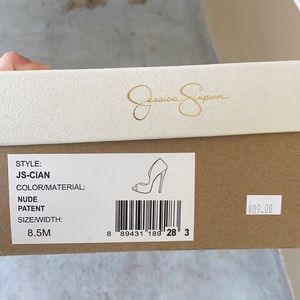 Jessica Simpson
STYLE:
JS-CIAN
COLOR/MATERIAL:
NUDE
PATENT
SIZE/WIDTH:
8.5M
8 89431 189 28 3
$89.00